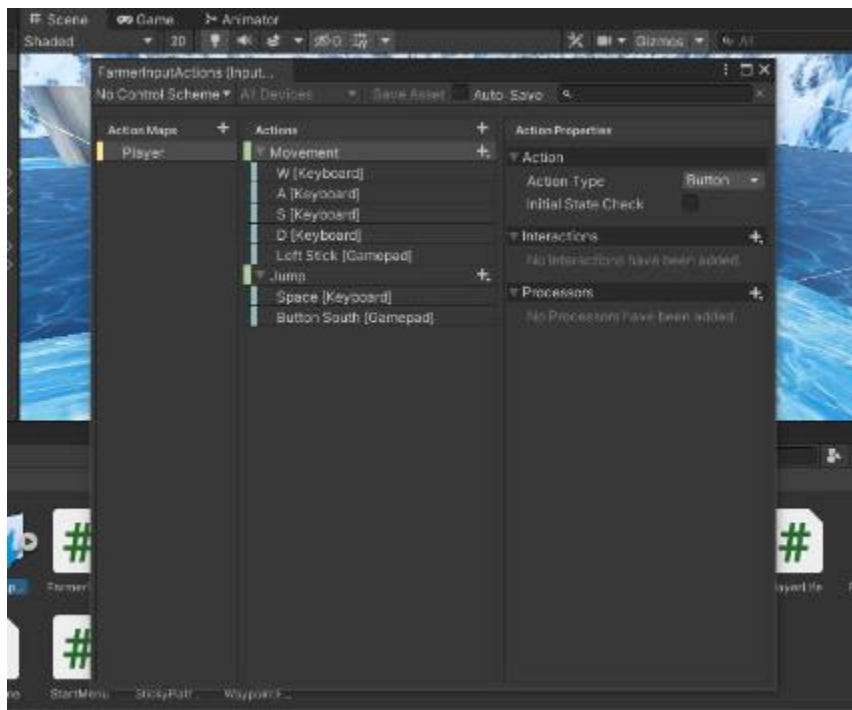 Scene Game Animator
Shaded 2D Gizmos All
FarmerInputActions (Input...
No Control Scheme All Devices Save Asset Auto-Save
Action Maps Actions Action Properties
Player
Movement
W [Keyboard]
A [Keyboard]
S [Keyboard]
D [Keyboard]
Left Stick [Gamepad]
Jump
Space [Keyboard]
Button South [Gamepad]
Action
Action Type Button
Initial State Check
Interactions
No Interactions have been added.
Processors
No Processors have been added.
StartMenu StickyPlatf... WaypointF...